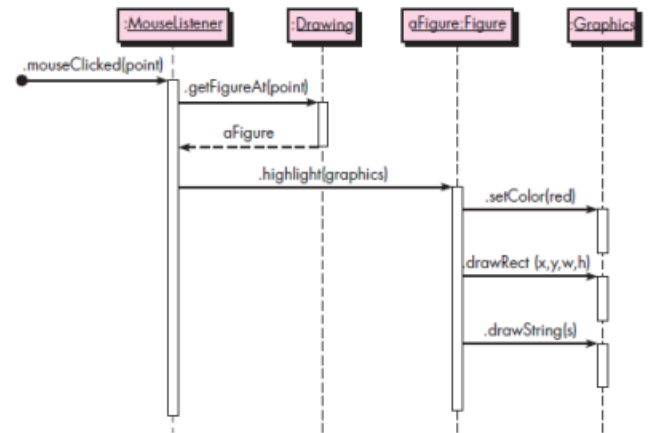 :MouseListener
:Drawing
aFigure:Figure
:Graphics
.mouseClicked(point)
.getFigureAt(point)
aFigure
.highlight(graphics)
.setColor(red)
.drawRect (x,y,w,h)
.drawString(s)